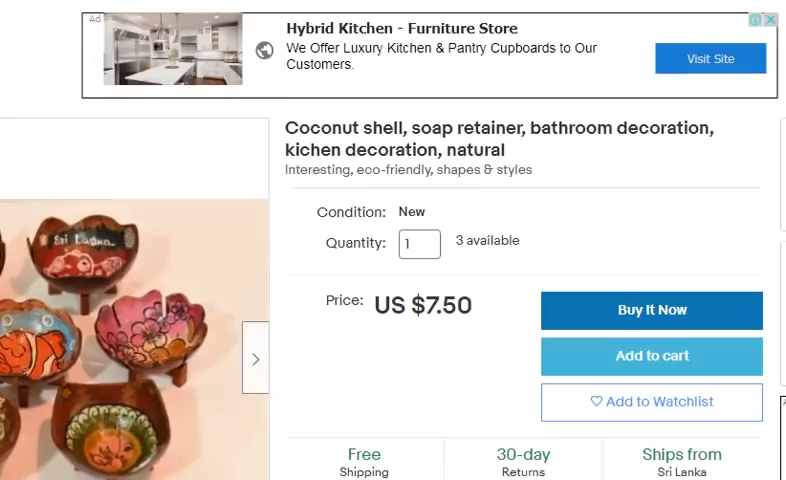 Ad
Hybrid Kitchen - Furniture Store
We Offer Luxury Kitchen & Pantry Cupboards to Our
Customers.
Visit Site
Coconut shell, soap retainer, bathroom decoration,
kichen decoration, natural
Interesting, eco-friendly, shapes & styles
Condition: New
Quantity: 1 3 available
Price: US $7.50
Buy It Now
Add to cart
Add to Watchlist
Free
Shipping
30-day
Returns
Ships from
Sri Lanka
Sri Lanka